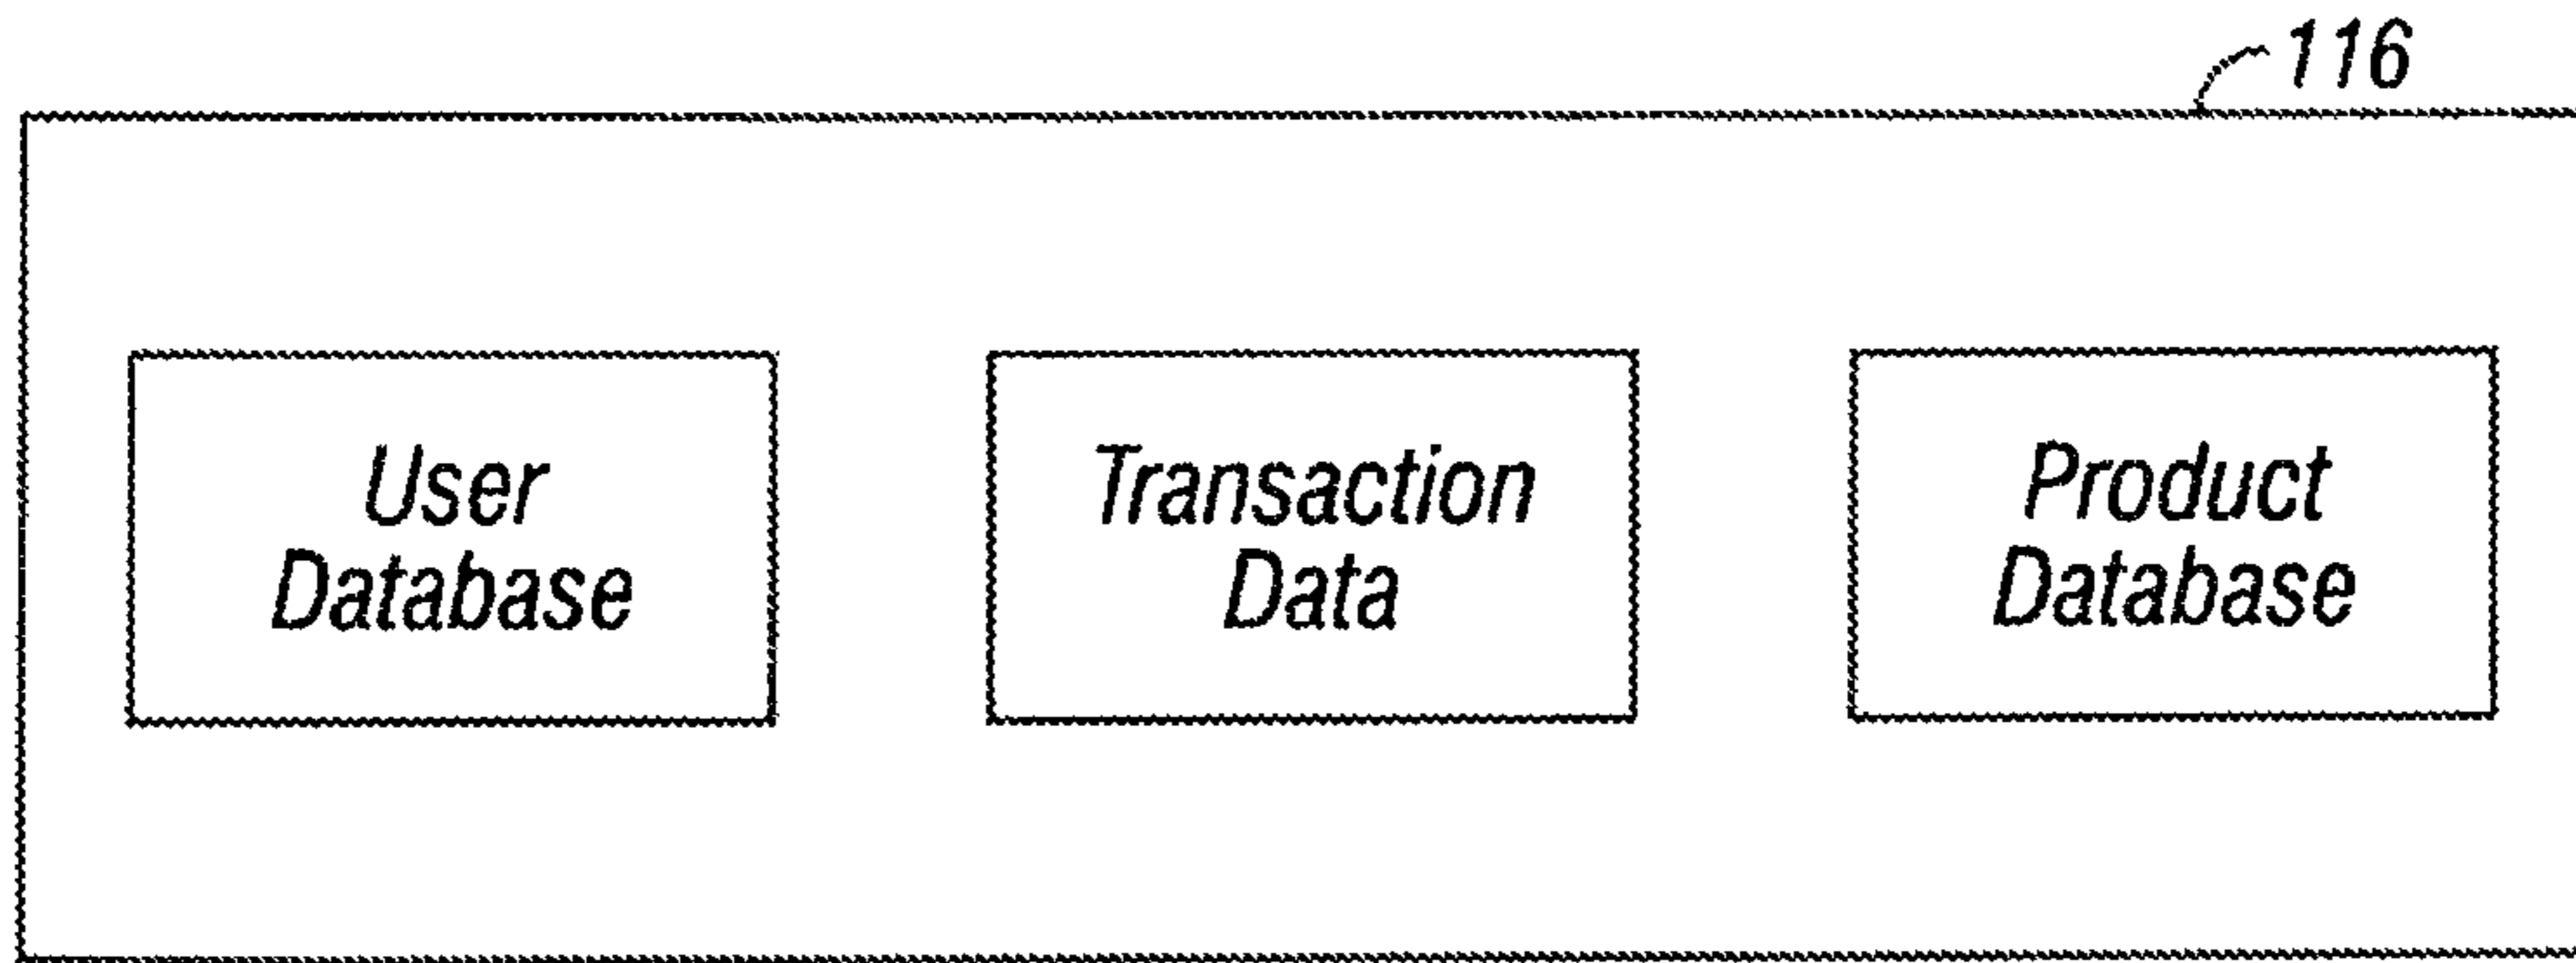 116
User
Database
Transaction
Data
Product
Database